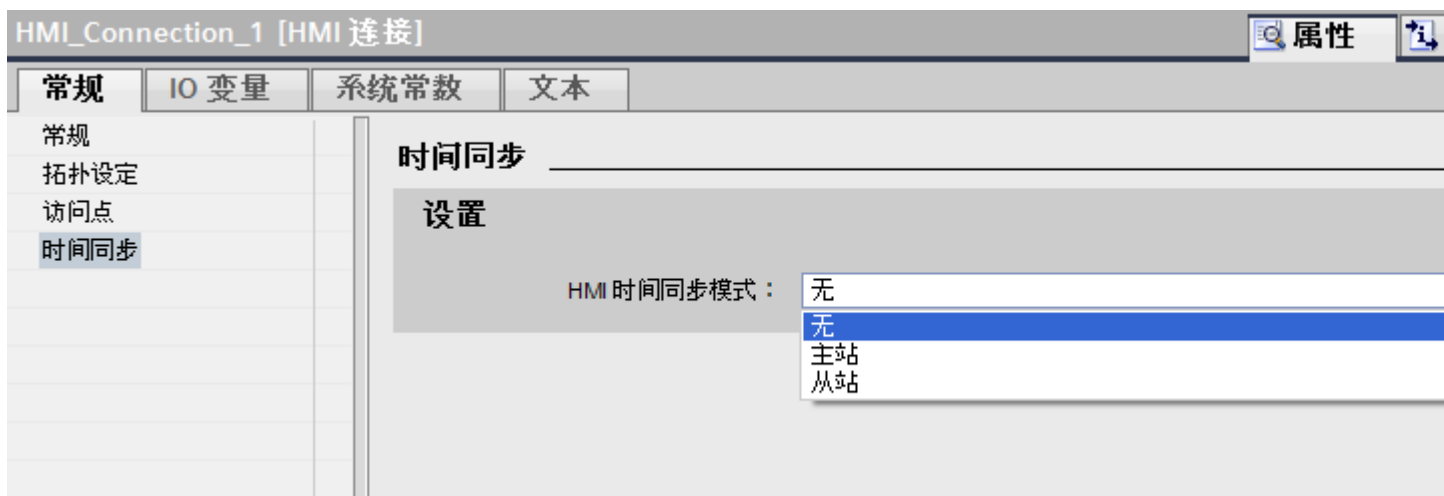 HMI_Connection_1 [HMI 连接]
属性
常规 IO 变量 系统常数 文本
常规
拓扑设定
访问点
时间同步
时间同步
设置
HMI 时间同步模式： 无
无
主站
从站